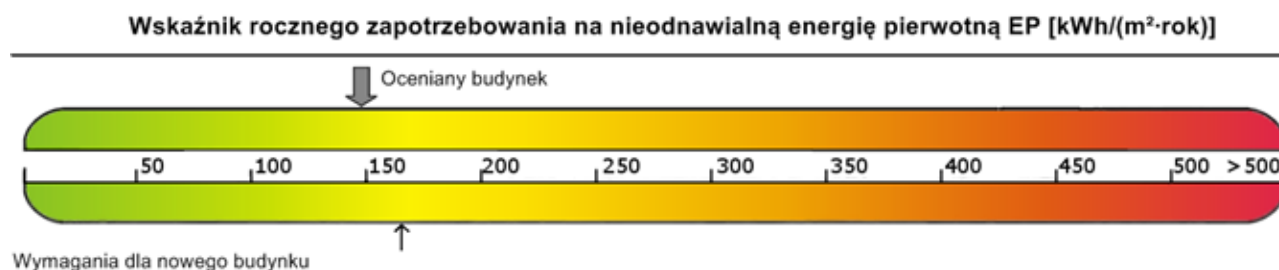 Wskaźnik rocznego zapotrzebowania na nieodnawialną energię pierwotną EP [kWh/(m²·rok)]
Oceniany budynek
50 100 150 200 250 300 350 400 450 500 >500
Wymagania dla nowego budynku